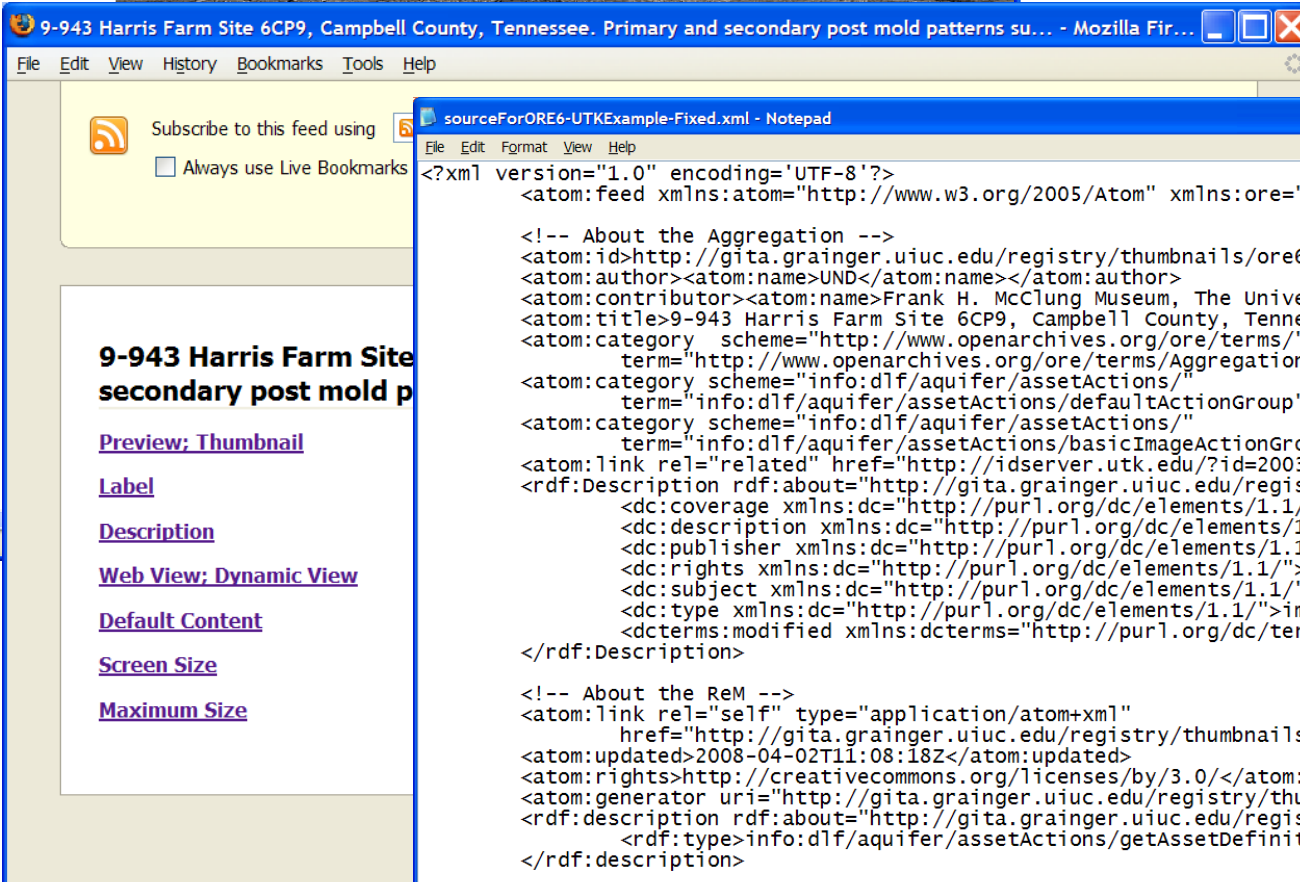 9-943 Harris Farm Site 6CP9, Campbell County, Tennessee. Primary and secondary post mold patterns su... - Mozilla Fir...
File Edit View History Bookmarks Tools Help
Subscribe to this feed using
Always use Live Bookmarks
9-943 Harris Farm Site
secondary post mold p
Preview; Thumbnail
Label
Description
Web View; Dynamic View
Default Content
Screen Size
Maximum Size
sourceForORE6-UTKExample-Fixed.xml - Notepad
File Edit Format View Help
<?xml version="1.0" encoding='UTF-8'?>
<atom:feed xmlns:atom="http://www.w3.org/2005/Atom" xmlns:ore="
<!-- About the Aggregation -->
<atom:id>http://gita.grainger.uiuc.edu/registry/thumbnails/ore6
<atom:author><atom:name>UND</atom:name></atom:author>
<atom:contributor><atom:name>Frank H. McClung Museum, The Unive
<atom:title>9-943 Harris Farm Site 6CP9, Campbell County, Tenne
<atom:category  scheme="http://www.openarchives.org/ore/terms/"
term="http://www.openarchives.org/ore/terms/Aggregation
<atom:category scheme="info:dlf/aquifer/assetActions/"
term="info:dlf/aquifer/assetActions/defaultActionGroup"
<atom:category scheme="info:dlf/aquifer/assetActions/"
term="info:dlf/aquifer/assetActions/basicImageActionGro
<atom:link rel="related" href="http://idserver.utk.edu/?id=2003
<rdf:Description rdf:about="http://gita.grainger.uiuc.edu/regis
<dc:coverage xmlns:dc="http://purl.org/dc/elements/1.1/
<dc:description xmlns:dc="http://purl.org/dc/elements/1
<dc:publisher xmlns:dc="http://purl.org/dc/elements/1.1
<dc:rights xmlns:dc="http://purl.org/dc/elements/1.1/">
<dc:subject xmlns:dc="http://purl.org/dc/elements/1.1/"
<dc:type xmlns:dc="http://purl.org/dc/elements/1.1/">im
<dcterms:modified xmlns:dcterms="http://purl.org/dc/ter
</rdf:Description>
<!-- About the ReM -->
<atom:link rel="self" type="application/atom+xml"
href="http://gita.grainger.uiuc.edu/registry/thumbnails
<atom:updated>2008-04-02T11:08:18Z</atom:updated>
<atom:rights>http://creativecommons.org/licenses/by/3.0/</atom:
<atom:generator uri="http://gita.grainger.uiuc.edu/registry/thu
<rdf:description rdf:about="http://gita.grainger.uiuc.edu/regis
<rdf:type>info:dlf/aquifer/assetActions/getAssetDefinit
</rdf:description>